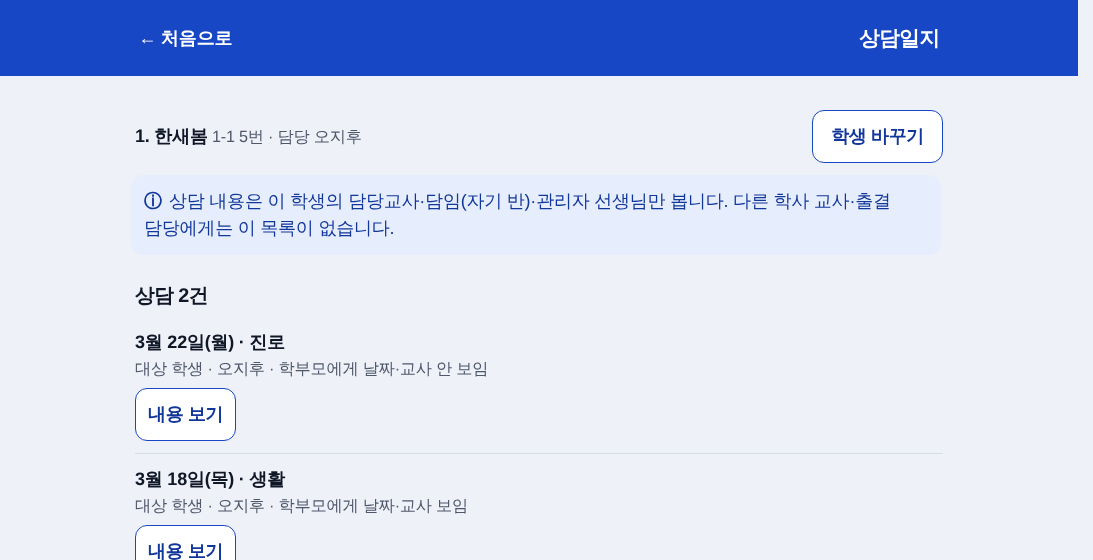 ← 처음으로
상담일지
1. 한새봄 1-1 5번 · 담당 오지후
학생 바꾸기
ⓘ 상담 내용은 이 학생의 담당교사·담임(자기 반)·관리자 선생님만 봅니다. 다른 학사 교사·출결
담당에게는 이 목록이 없습니다.
상담 2건
3월 22일(월) · 진로
대상 학생 · 오지후 · 학부모에게 날짜·교사 안 보임
내용 보기
3월 18일(목) · 생활
대상 학생 · 오지후 · 학부모에게 날짜·교사 보임
내용 보기